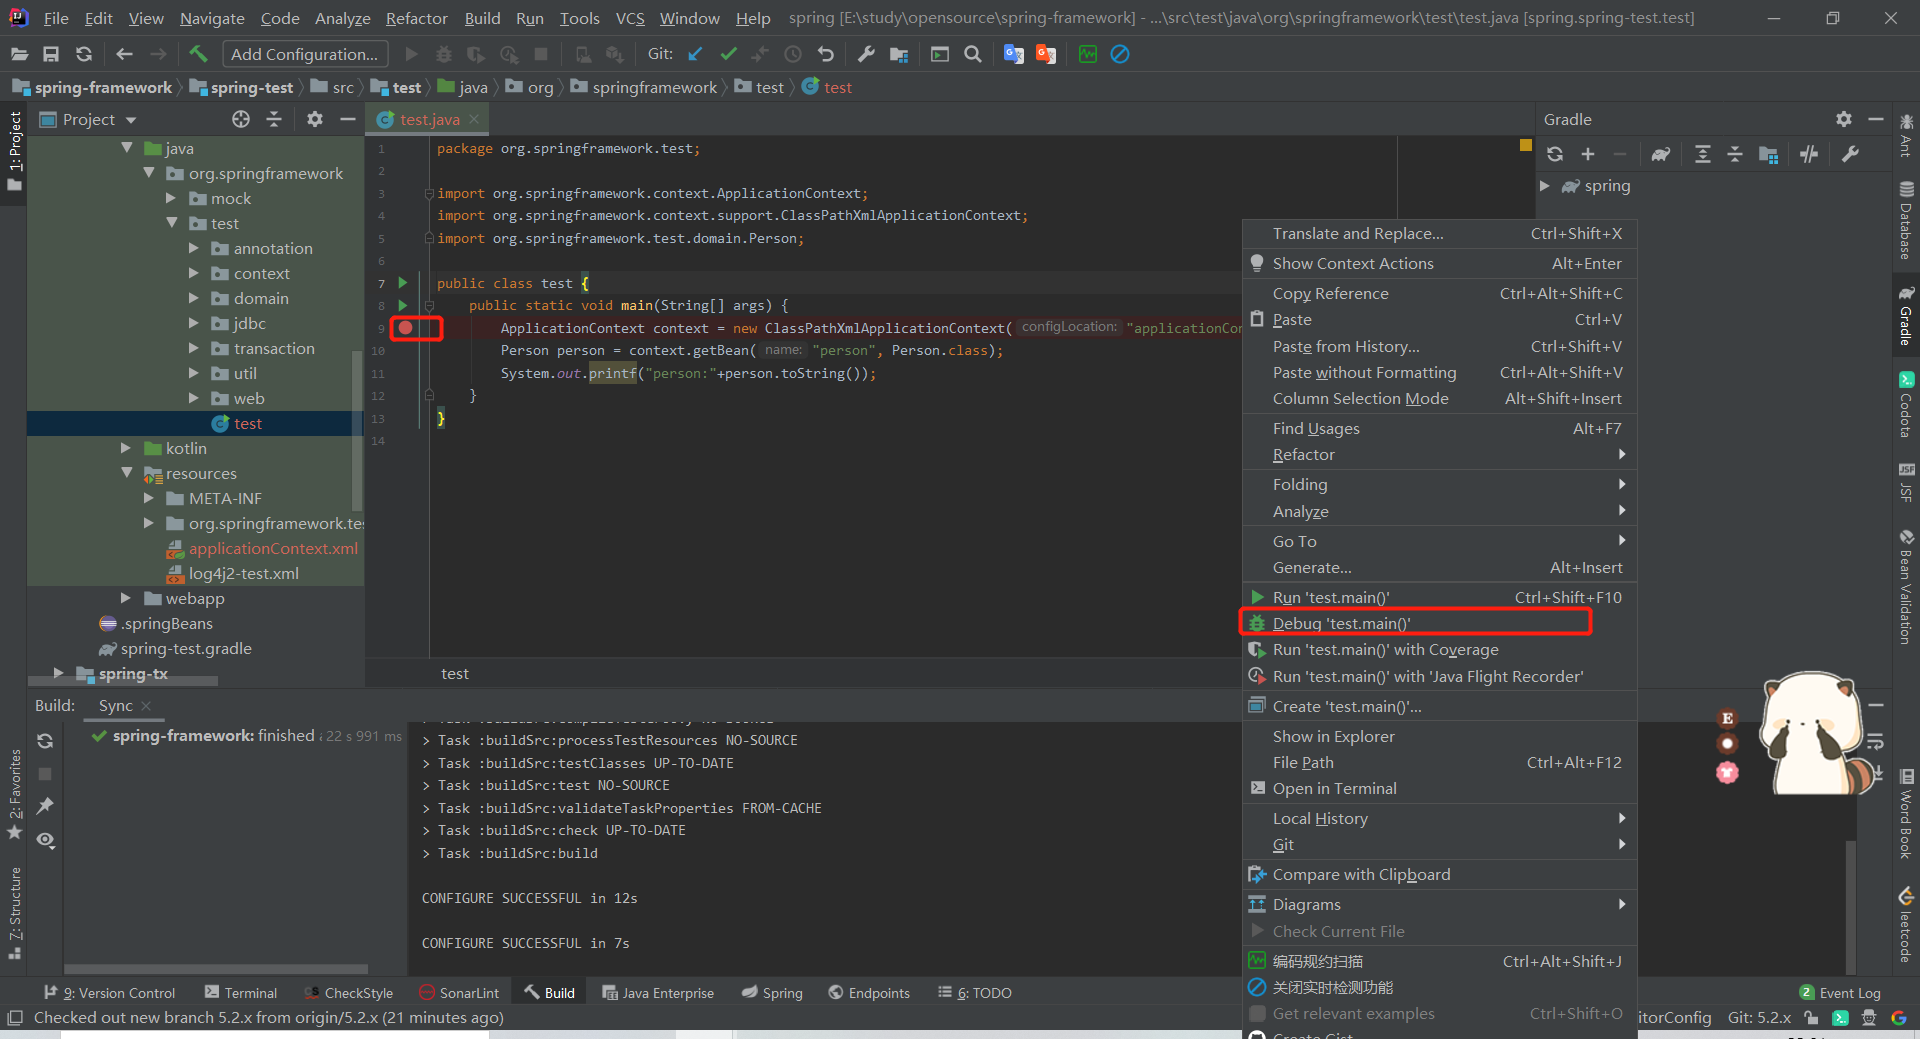 File Edit View Navigate Code Analyze Refactor Build Run Tools VCS Window Help spring [E:\study\opensource\spring-framework] - ...\src\test\java\org\springframework\test\test.java [spring.spring-test.test]
Add Configuration... Git:
spring-framework spring-test src test java org springframework test test
Project
test.java
Gradle
1: Project
java
org.springframework
mock
test
annotation
context
domain
jdbc
transaction
util
web
test
kotlin
resources
META-INF
org.springframework.tes
applicationContext.xml
log4j2-test.xml
webapp
.springBeans
spring-test.gradle
spring-tx
1 package org.springframework.test;
2
3 import org.springframework.context.ApplicationContext;
4 import org.springframework.context.support.ClassPathXmlApplicationContext;
5 import org.springframework.test.domain.Person;
6
7 public class test {
8 public static void main(String[] args) {
9 ApplicationContext context = new ClassPathXmlApplicationContext( configLocation: "applicationCon
10 Person person = context.getBean( name: "person", Person.class);
11 System.out.printf("person:"+person.toString());
12 }
13 }
14
test
spring
Translate and Replace... Ctrl+Shift+X
Show Context Actions Alt+Enter
Copy Reference Ctrl+Alt+Shift+C
Paste Ctrl+V
Paste from History... Ctrl+Shift+V
Paste without Formatting Ctrl+Alt+Shift+V
Column Selection Mode Alt+Shift+Insert
Find Usages Alt+F7
Refactor
Folding
Analyze
Go To
Generate... Alt+Insert
Run 'test.main()' Ctrl+Shift+F10
Debug 'test.main()'
Run 'test.main()' with Coverage
Run 'test.main()' with 'Java Flight Recorder'
Create 'test.main()'...
Show in Explorer
File Path Ctrl+Alt+F12
Open in Terminal
Local History
Git
Compare with Clipboard
Diagrams
Check Current File
编码规约扫描 Ctrl+Alt+Shift+J
关闭实时检测功能
Get relevant examples Ctrl+Shift+O
Create Gist
Ant
Database
Gradle
Codota
JSF
Bean Validation
Word Book
leetcode
E
Build: Sync
spring-framework: finished 22 s 991 ms
> Task :buildSrc:processTestResources NO-SOURCE
> Task :buildSrc:testClasses UP-TO-DATE
> Task :buildSrc:test NO-SOURCE
> Task :buildSrc:validateTaskProperties FROM-CACHE
> Task :buildSrc:check UP-TO-DATE
> Task :buildSrc:build
CONFIGURE SUCCESSFUL in 12s
CONFIGURE SUCCESSFUL in 7s
2: Favorites
7: Structure
9: Version Control Terminal CheckStyle SonarLint Build Java Enterprise Spring Endpoints 6: TODO
2 Event Log
Checked out new branch 5.2.x from origin/5.2.x (21 minutes ago)
itorConfig Git: 5.2.x